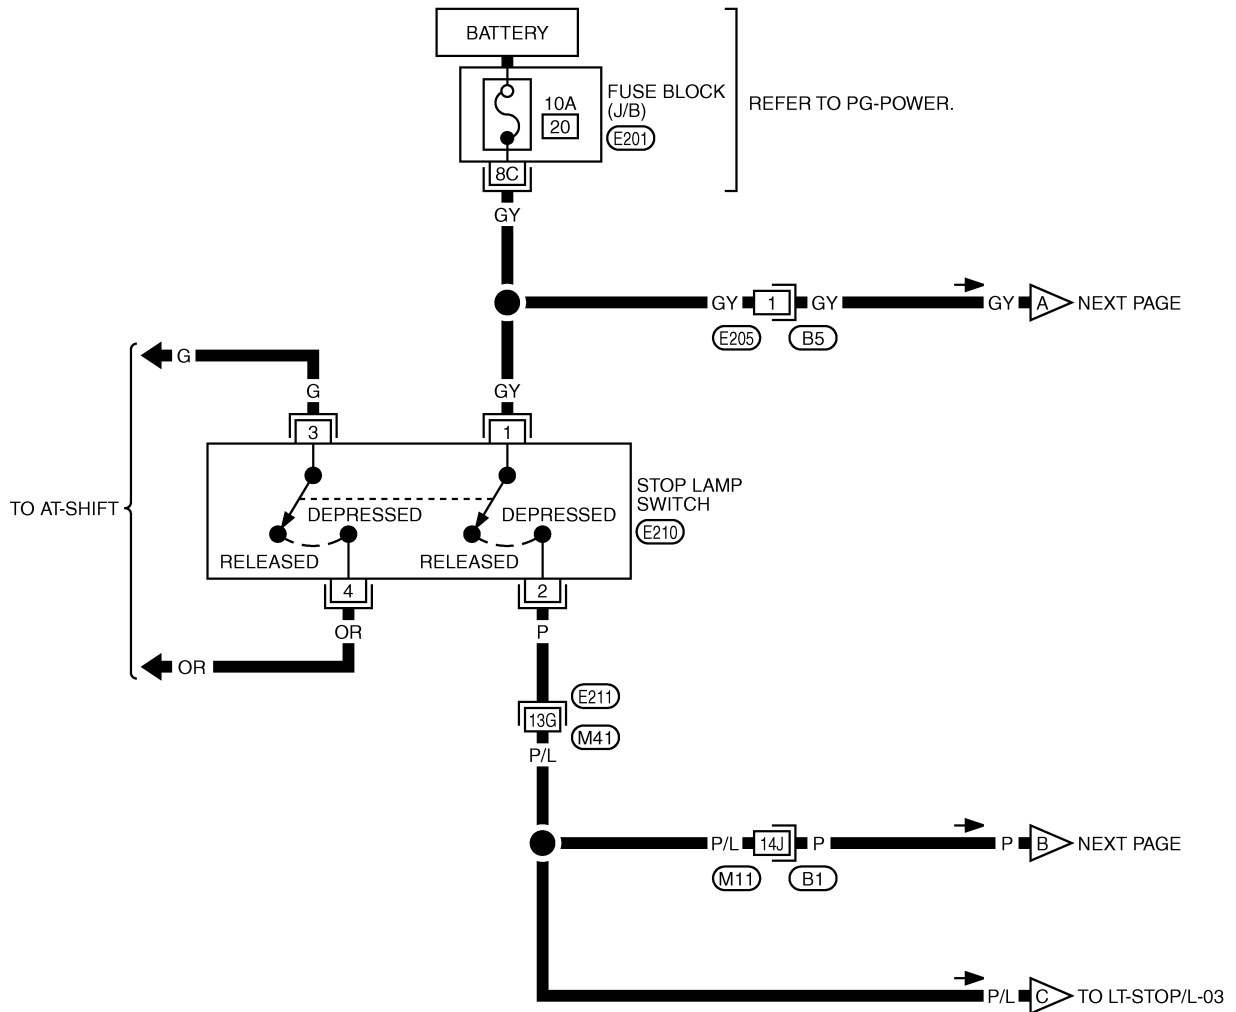 BATTERY
FUSE BLOCK
(J/B)
10A
20
E201
REFER TO PG-POWER.
8C
GY
GY
1
GY
GY
A
NEXT PAGE
E205
B5
G
G
GY
3
1
TO AT-SHIFT
STOP LAMP
SWITCH
E210
DEPRESSED
DEPRESSED
RELEASED
RELEASED
4
2
OR
P
OR
E211
13G
M41
P/L
P/L
14J
P
P
B
NEXT PAGE
M11
B1
P/L
C
TO LT-STOP/L-03